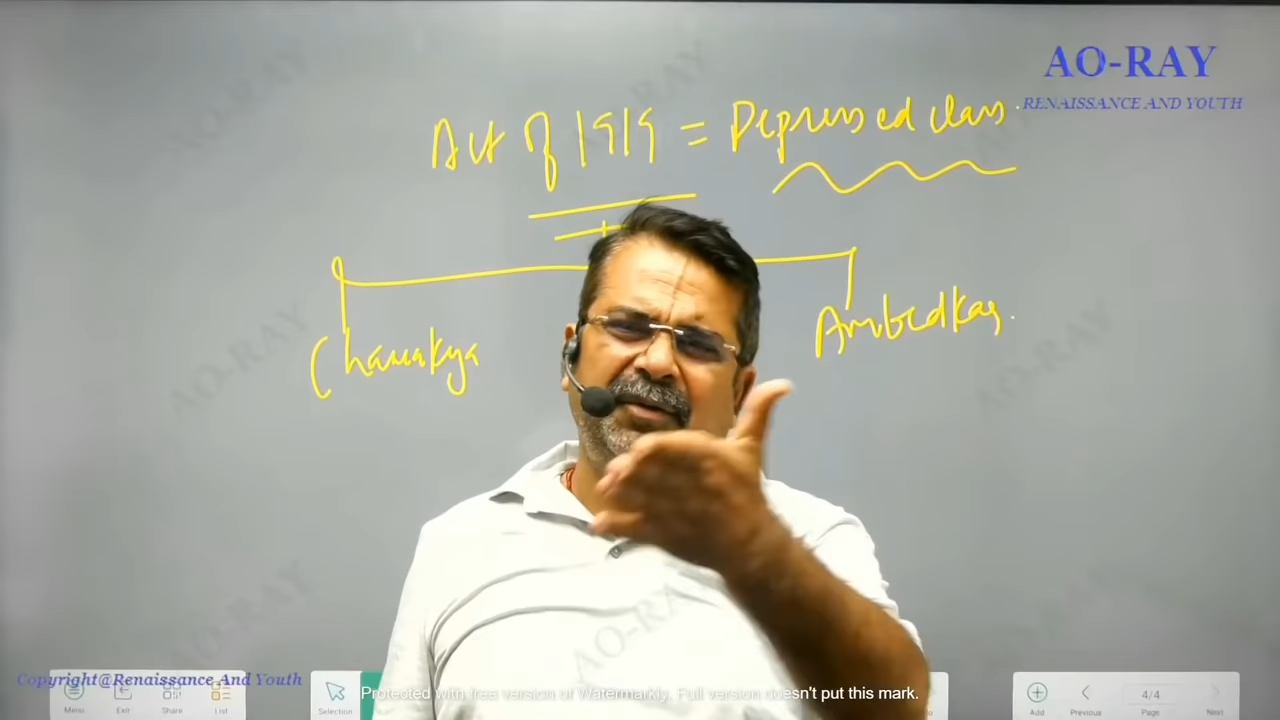 AO-RAY
RENAISSANCE AND YOUTH
Act of 1919 = Depressed class.
Chanakya
Ambedkar.
Copyright@Renaissance And Youth
Menu
Exit
Share
List
Selection
Protected with free version of Watermarkly. Full version doesn't put this mark.
Add
Previous
4/4
Page
Next